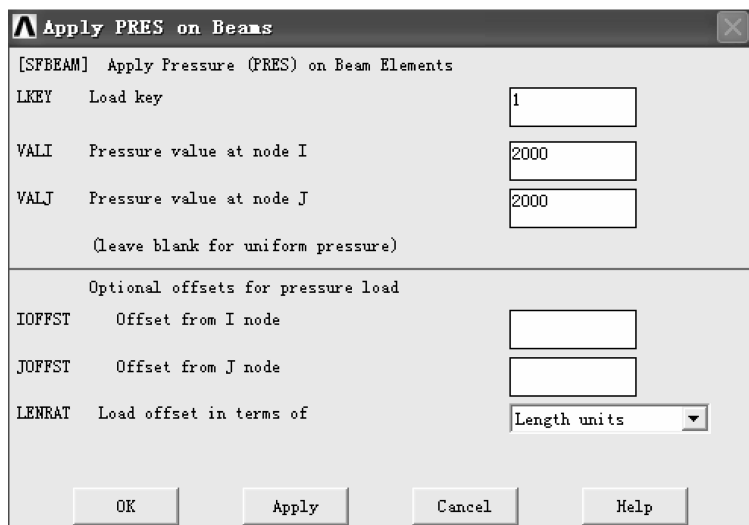 Apply PRES on Beams
[SFBEAM] Apply Pressure (PRES) on Beam Elements
LKEY Load key 1
VALI Pressure value at node I 2000
VALJ Pressure value at node J 2000
(leave blank for uniform pressure)
Optional offsets for pressure load
IOFFST Offset from I node
JOFFST Offset from J node
LENRAT Load offset in terms of Length units
OK Apply Cancel Help